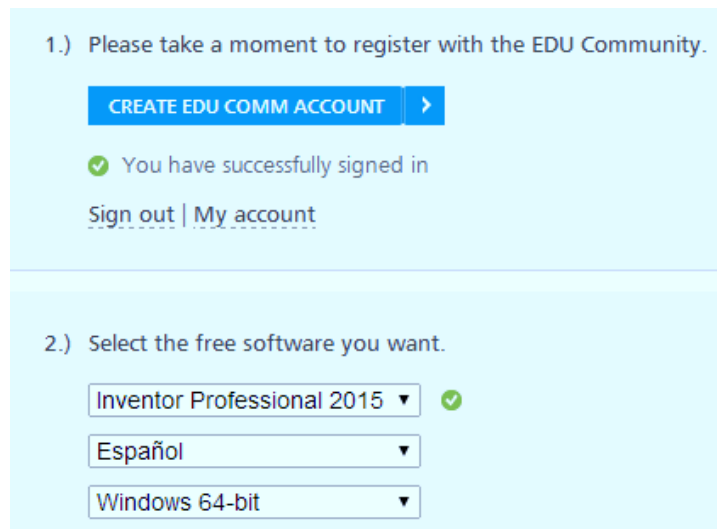 1.) Please take a moment to register with the EDU Community.
CREATE EDU COMM ACCOUNT >
You have successfully signed in
Sign out | My account
2.) Select the free software you want.
Inventor Professional 2015
Español
Windows 64-bit